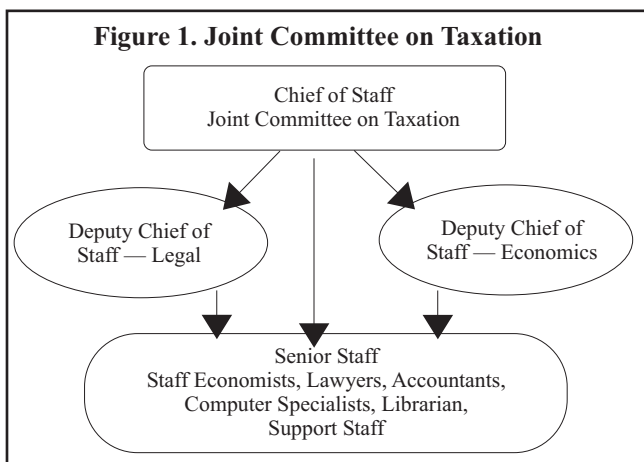 Figure 1. Joint Committee on Taxation
Chief of Staff
Joint Committee on Taxation
Deputy Chief of
Staff — Legal
Deputy Chief of
Staff — Economics
Senior Staff
Staff Economists, Lawyers, Accountants,
Computer Specialists, Librarian,
Support Staff